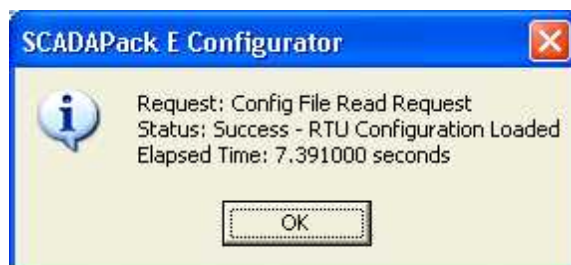 SCADAPack E Configurator
Request: Config File Read Request
Status: Success - RTU Configuration Loaded
Elapsed Time: 7.391000 seconds
OK